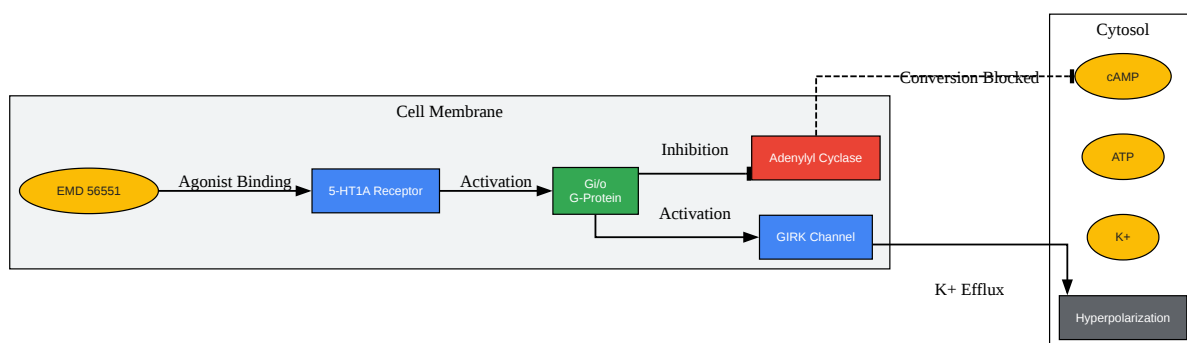 Cytosol
cAMP
Conversion Blocked
Cell Membrane
Inhibition
Adenylyl Cyclase
ATP
EMD 56551
Agonist Binding
5-HT1A Receptor
Activation
Gi/o
G-Protein
Activation
GIRK Channel
K+
K+ Efflux
Hyperpolarization